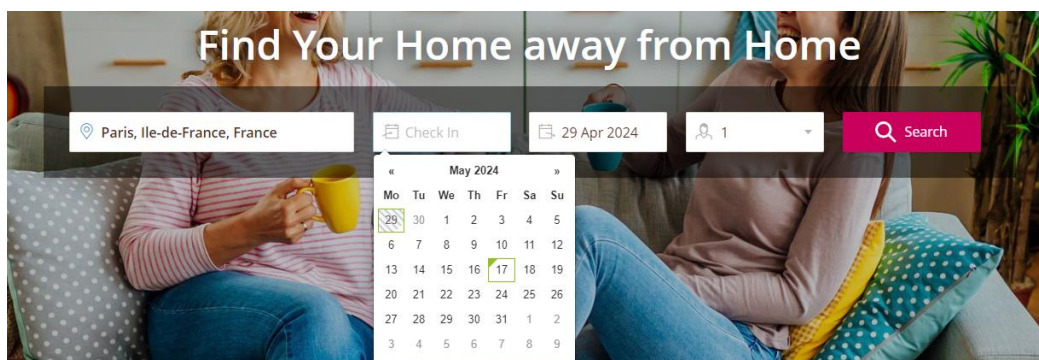 Find Your Home away from Home
Paris, Ile-de-France, France
Check In
29 Apr 2024
1
Search
« May 2024 »
Mo Tu We Th Fr Sa Su
29 30 1 2 3 4 5
6 7 8 9 10 11 12
13 14 15 16 17 18 19
20 21 22 23 24 25 26
27 28 29 30 31 1 2
3 4 5 6 7 8 9